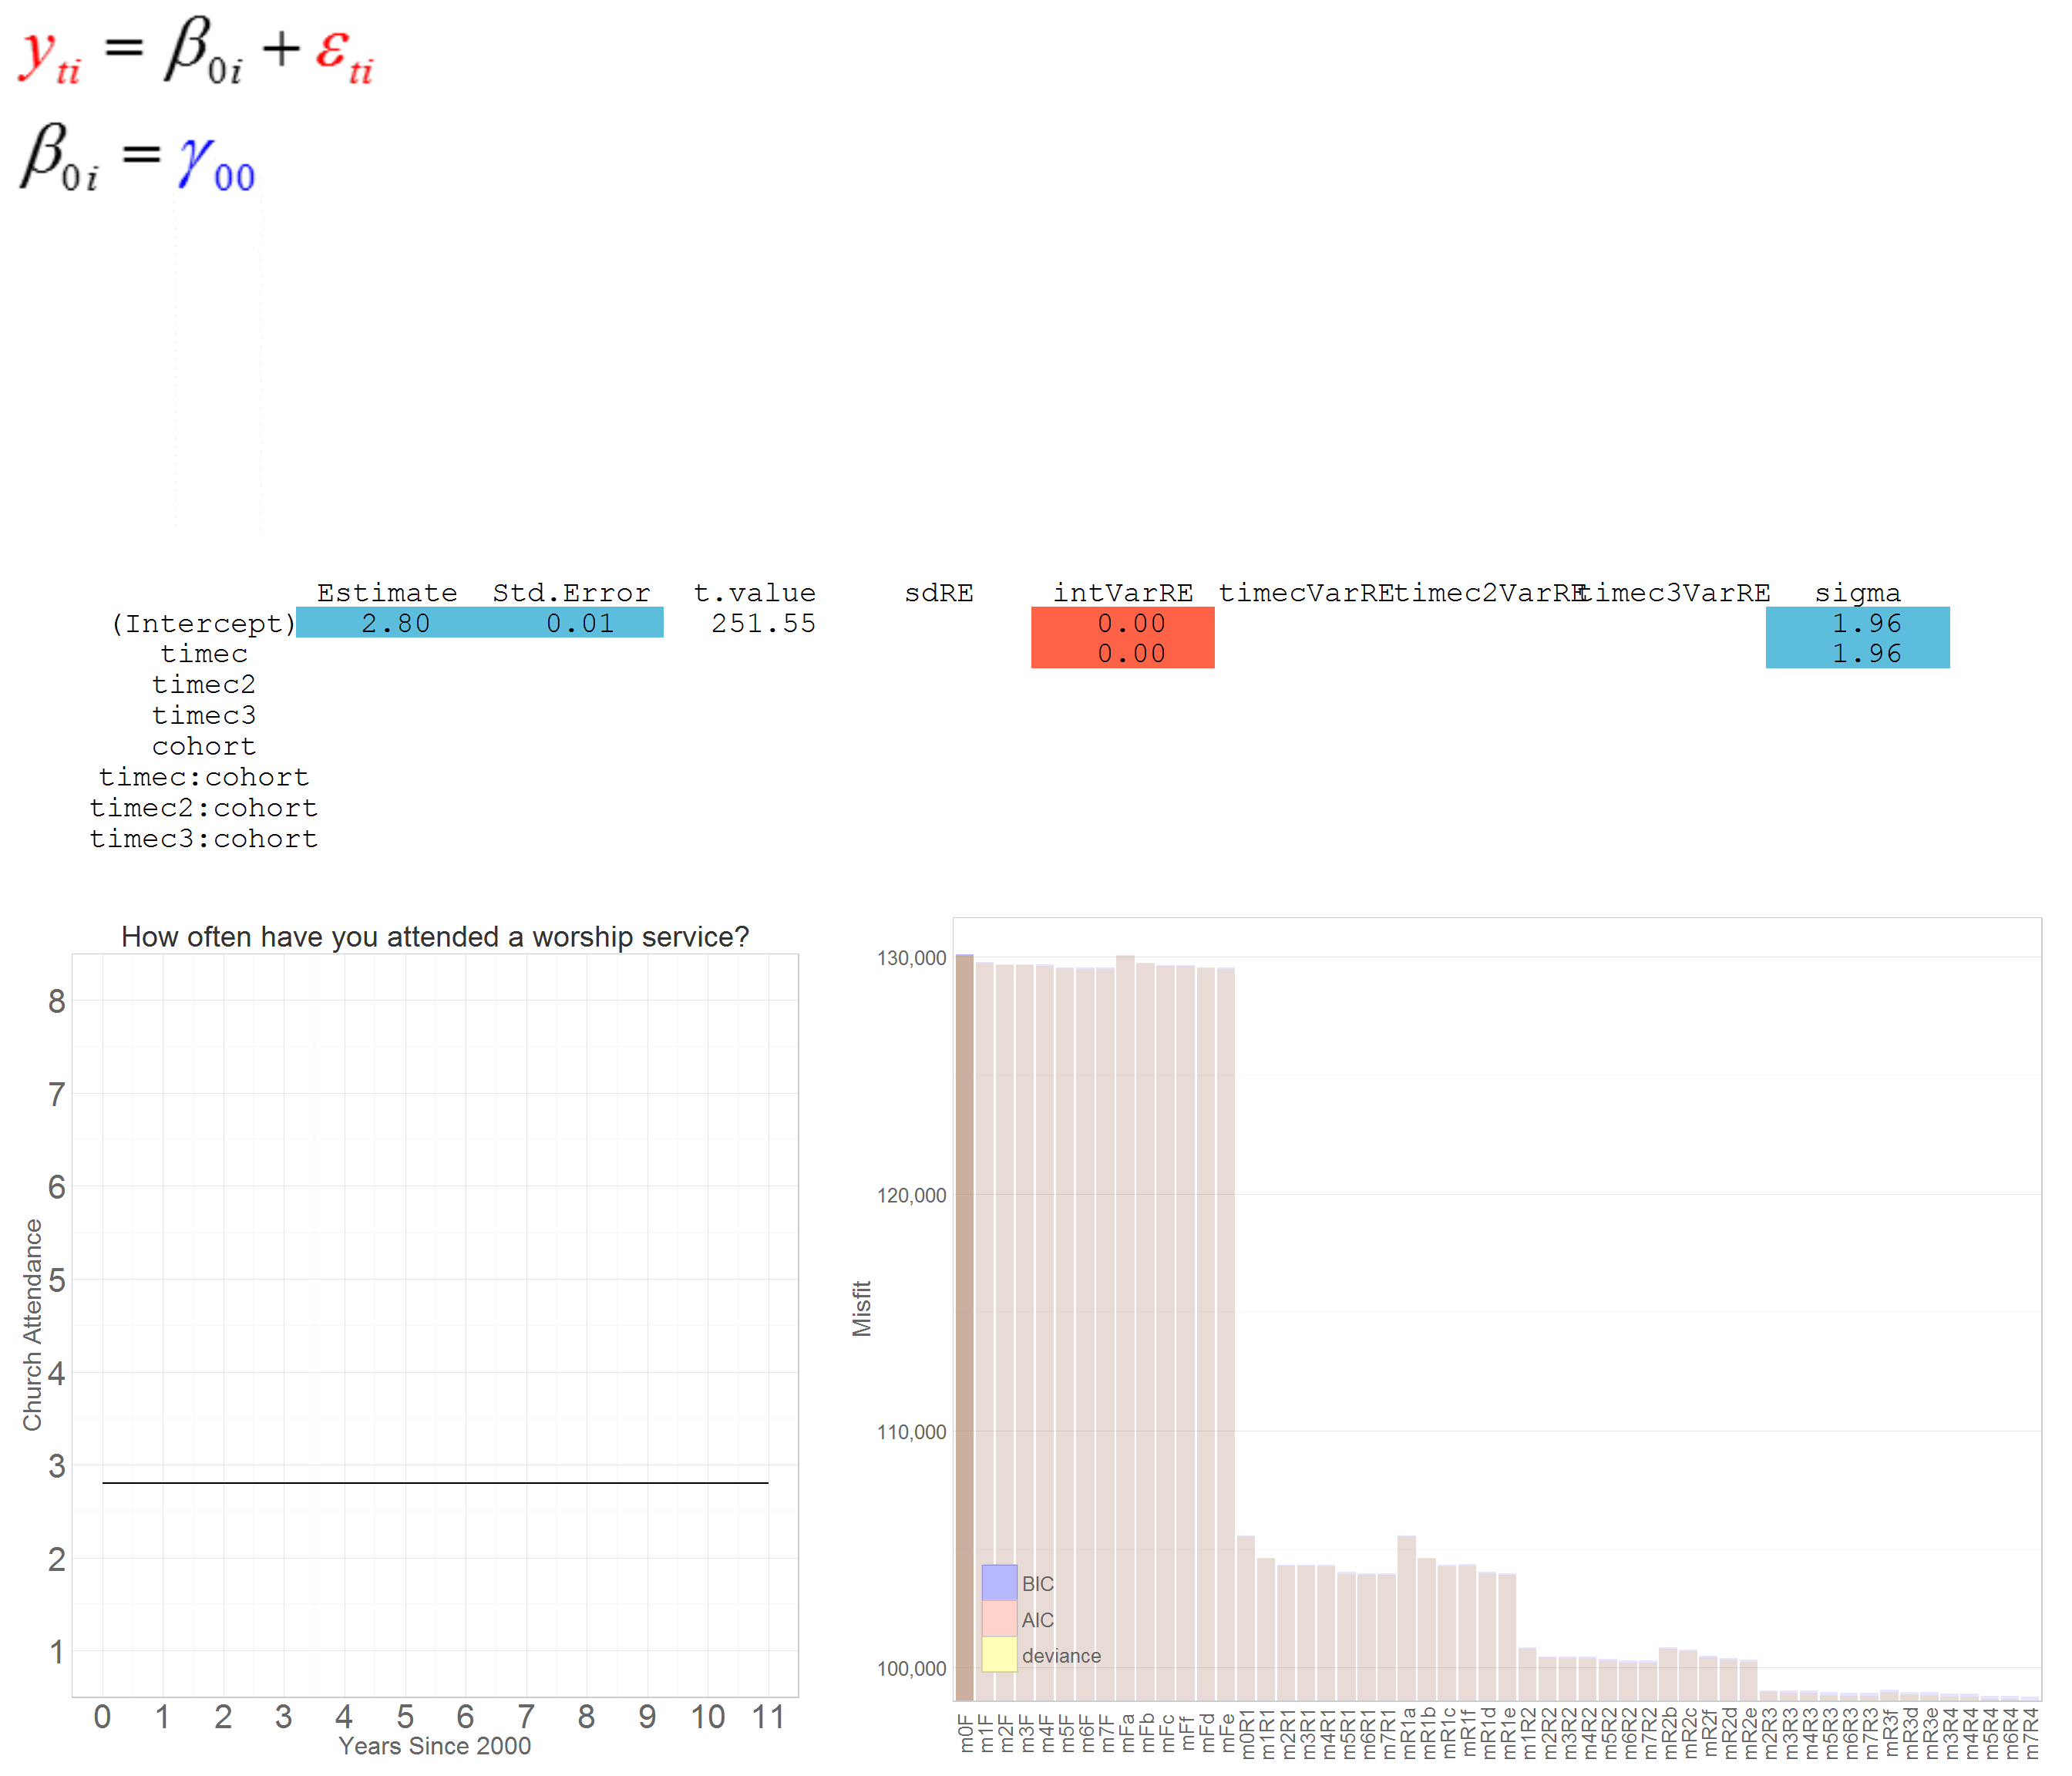 y ti = β 0i + ε ti
β 0i = γ 00
Estimate Std.Error t.value sdRE intVarRE timecVarRE timec2VarRE timec3VarRE sigma
(Intercept) 2.80 0.01 251.55 0.00 1.96
timec 0.00 1.96
timec2
timec3
cohort
timec:cohort
timec2:cohort
timec3:cohort
How often have you attended a worship service?
8
7
6
5
4
3
2
1
Church Attendance
0 1 2 3 4 5 6 7 8 9 10 11
Years Since 2000
130,000
120,000
110,000
100,000
Misfit
BIC
AIC
deviance
m0F m1F m2F m3F m4F m5F m6F m7F mFa mFb mFc mFf mFd mFe m0R1 m1R1 m2R1 m3R1 m4R1 m5R1 m6R1 m7R1 mR1a mR1b mR1c mR1f mR1d mR1e m1R2 m2R2 m3R2 m4R2 m5R2 m6R2 m7R2 mR2b mR2c mR2f mR2d mR2e m2R3 m3R3 m4R3 m5R3 m6R3 m7R3 mR3f mR3d mR3e m3R4 m4R4 m5R4 m6R4 m7R4